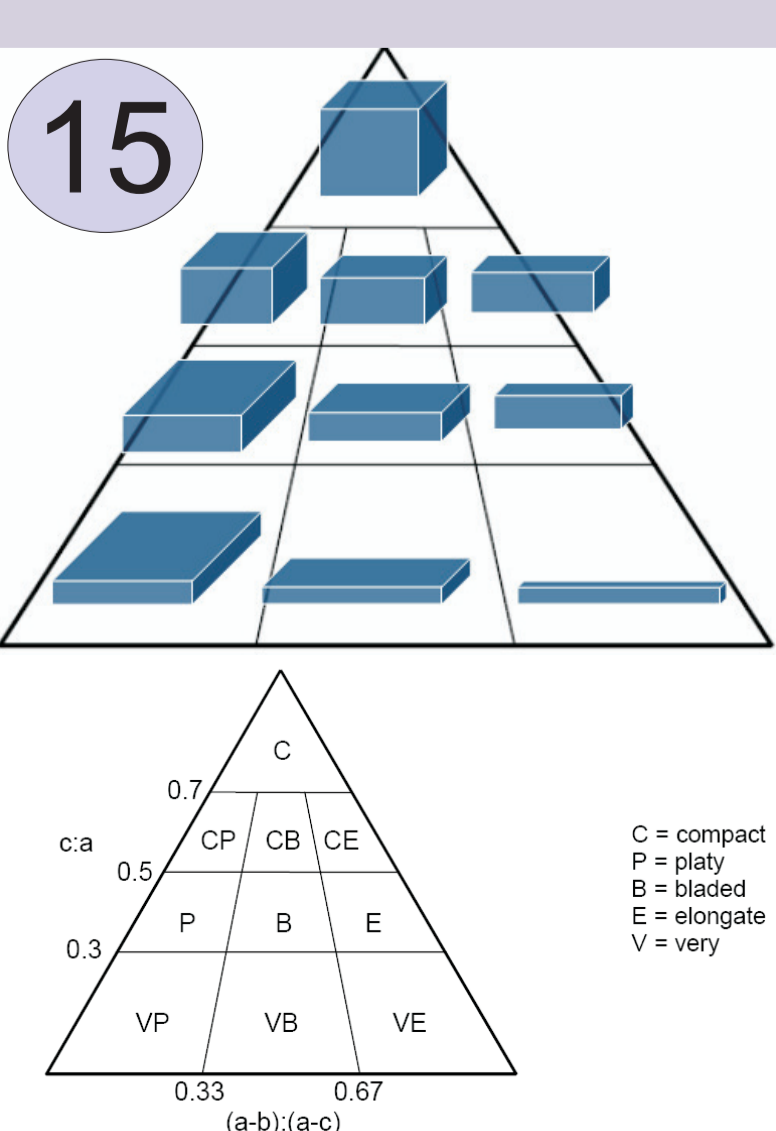 15
C
0.7
c:a
CP CB CE
0.5
P B E
0.3
VP VB VE
0.33 0.67
(a-b):(a-c)
C = compact
P = platy
B = bladed
E = elongate
V = very